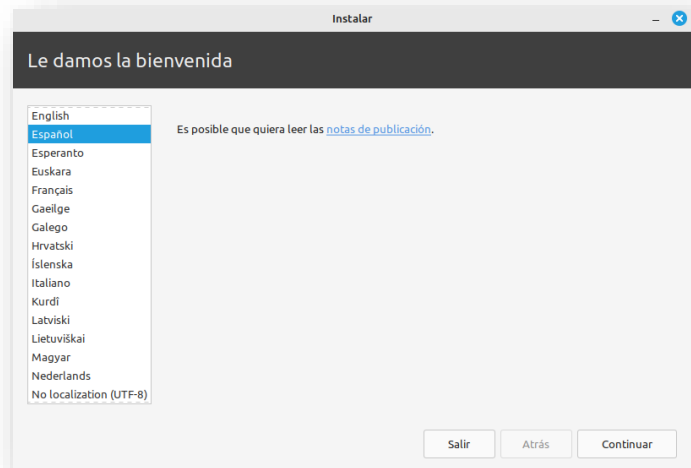 Instalar
Le damos la bienvenida
English
Español
Es posible que quiera leer las notas de publicación.
Esperanto
Euskara
Français
Gaeilge
Galego
Hrvatski
Íslenska
Italiano
Kurdî
Latviski
Lietuviškai
Magyar
Nederlands
No localization (UTF-8)
Salir Atrás Continuar